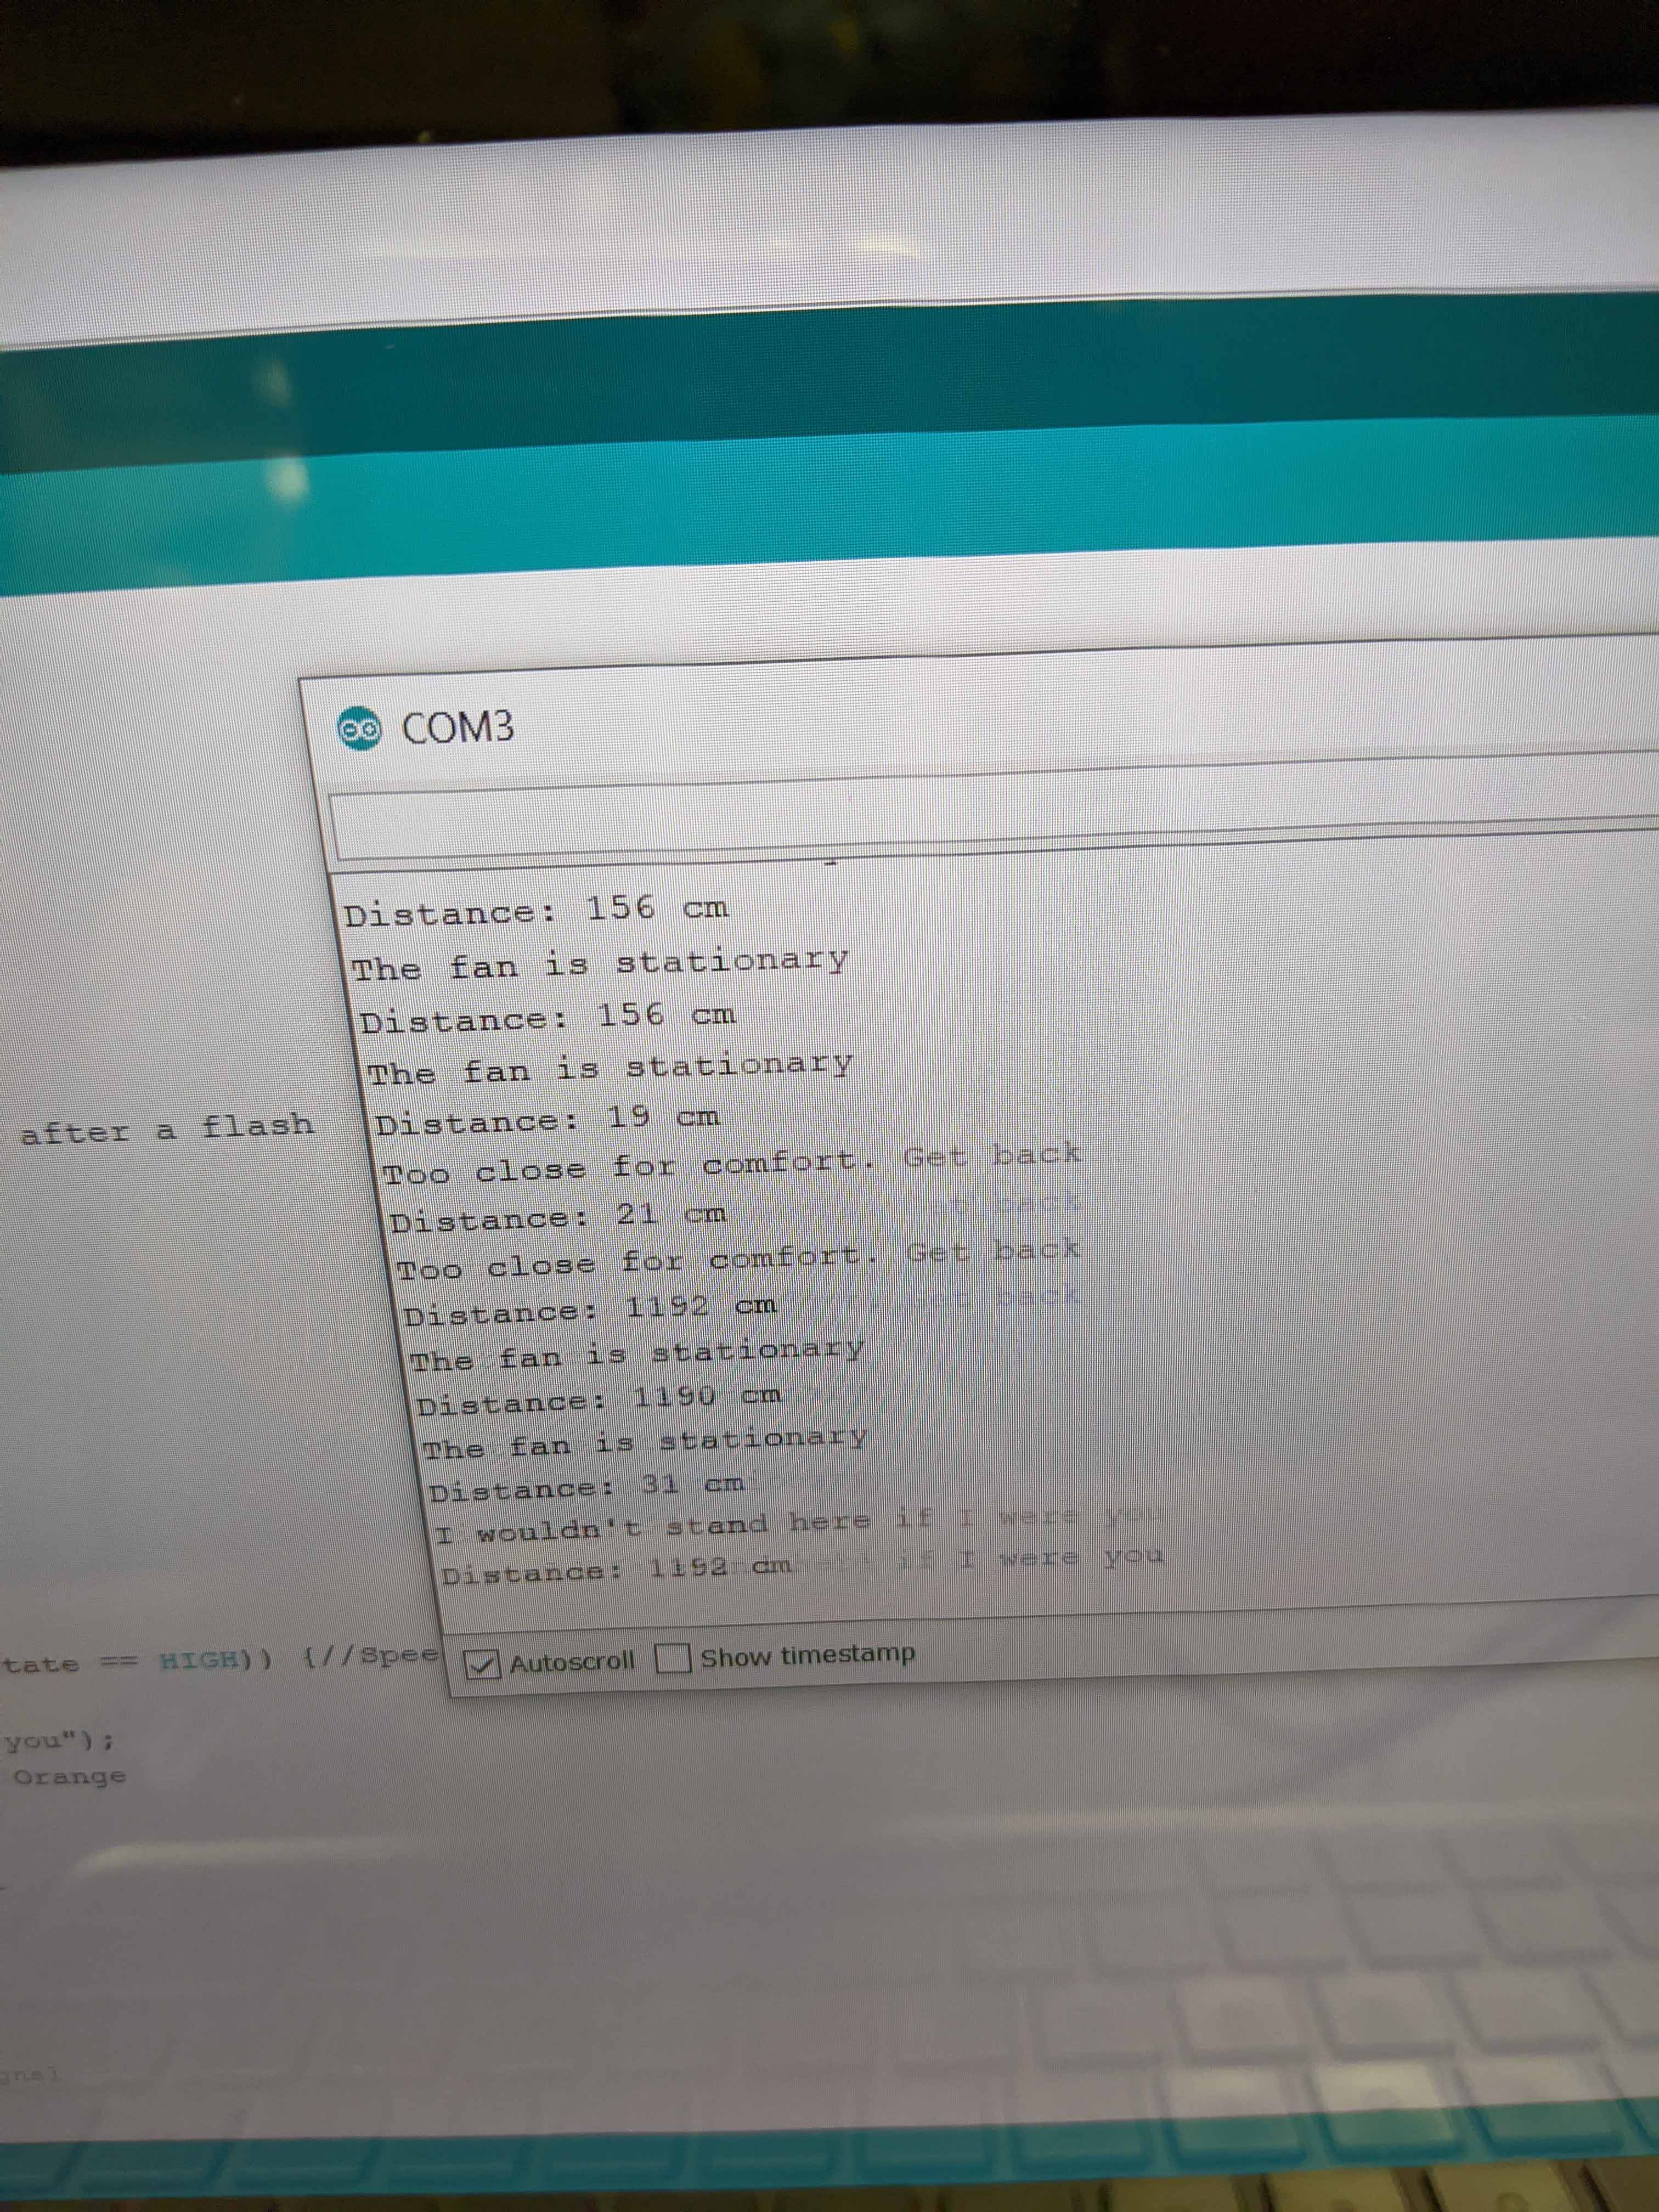 COM3
Distance: 156 cm
The fan is stationary
Distance: 156 cm
The fan is stationary
after a flash
Distance: 19 cm
Too close for comfort. Get back
Distance: 21 cm
Too close for comfort. Get back
Distance: 1192 cm
The fan is stationary
Distance: 1190 cm
The fan is stationary
Distance: 31 cm
I wouldn't stand here if I were you
Distance: 1192 cm if I were you
tate == HIGH)) {//Spee
Autoscroll Show timestamp
you");
Orange